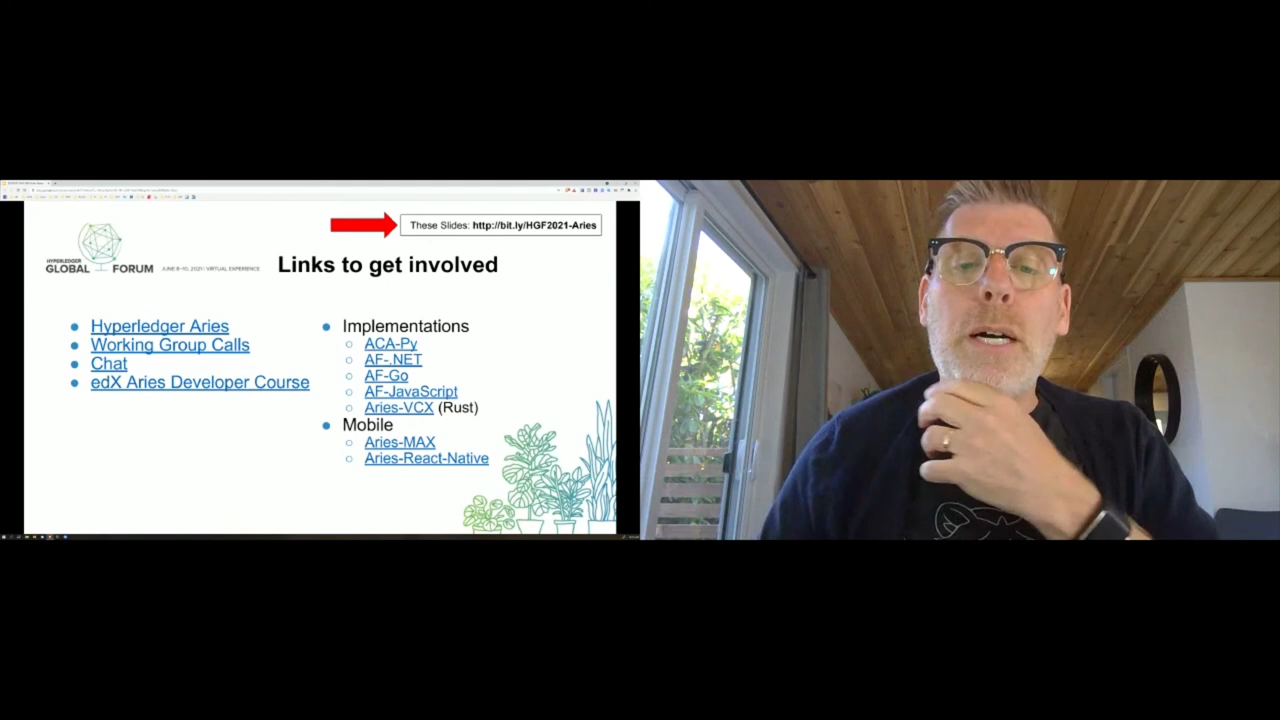 These Slides: http://bit.ly/HGF2021-Aries
HYPERLEDGER
GLOBAL FORUM
JUNE 8-10, 2021 | VIRTUAL EXPERIENCE
Links to get involved
Hyperledger Aries
Working Group Calls
Chat
edX Aries Developer Course
Implementations
ACA-Py
AF-.NET
AF-Go
AF-JavaScript
Aries-VCX (Rust)
Mobile
Aries-MAX
Aries-React-Native